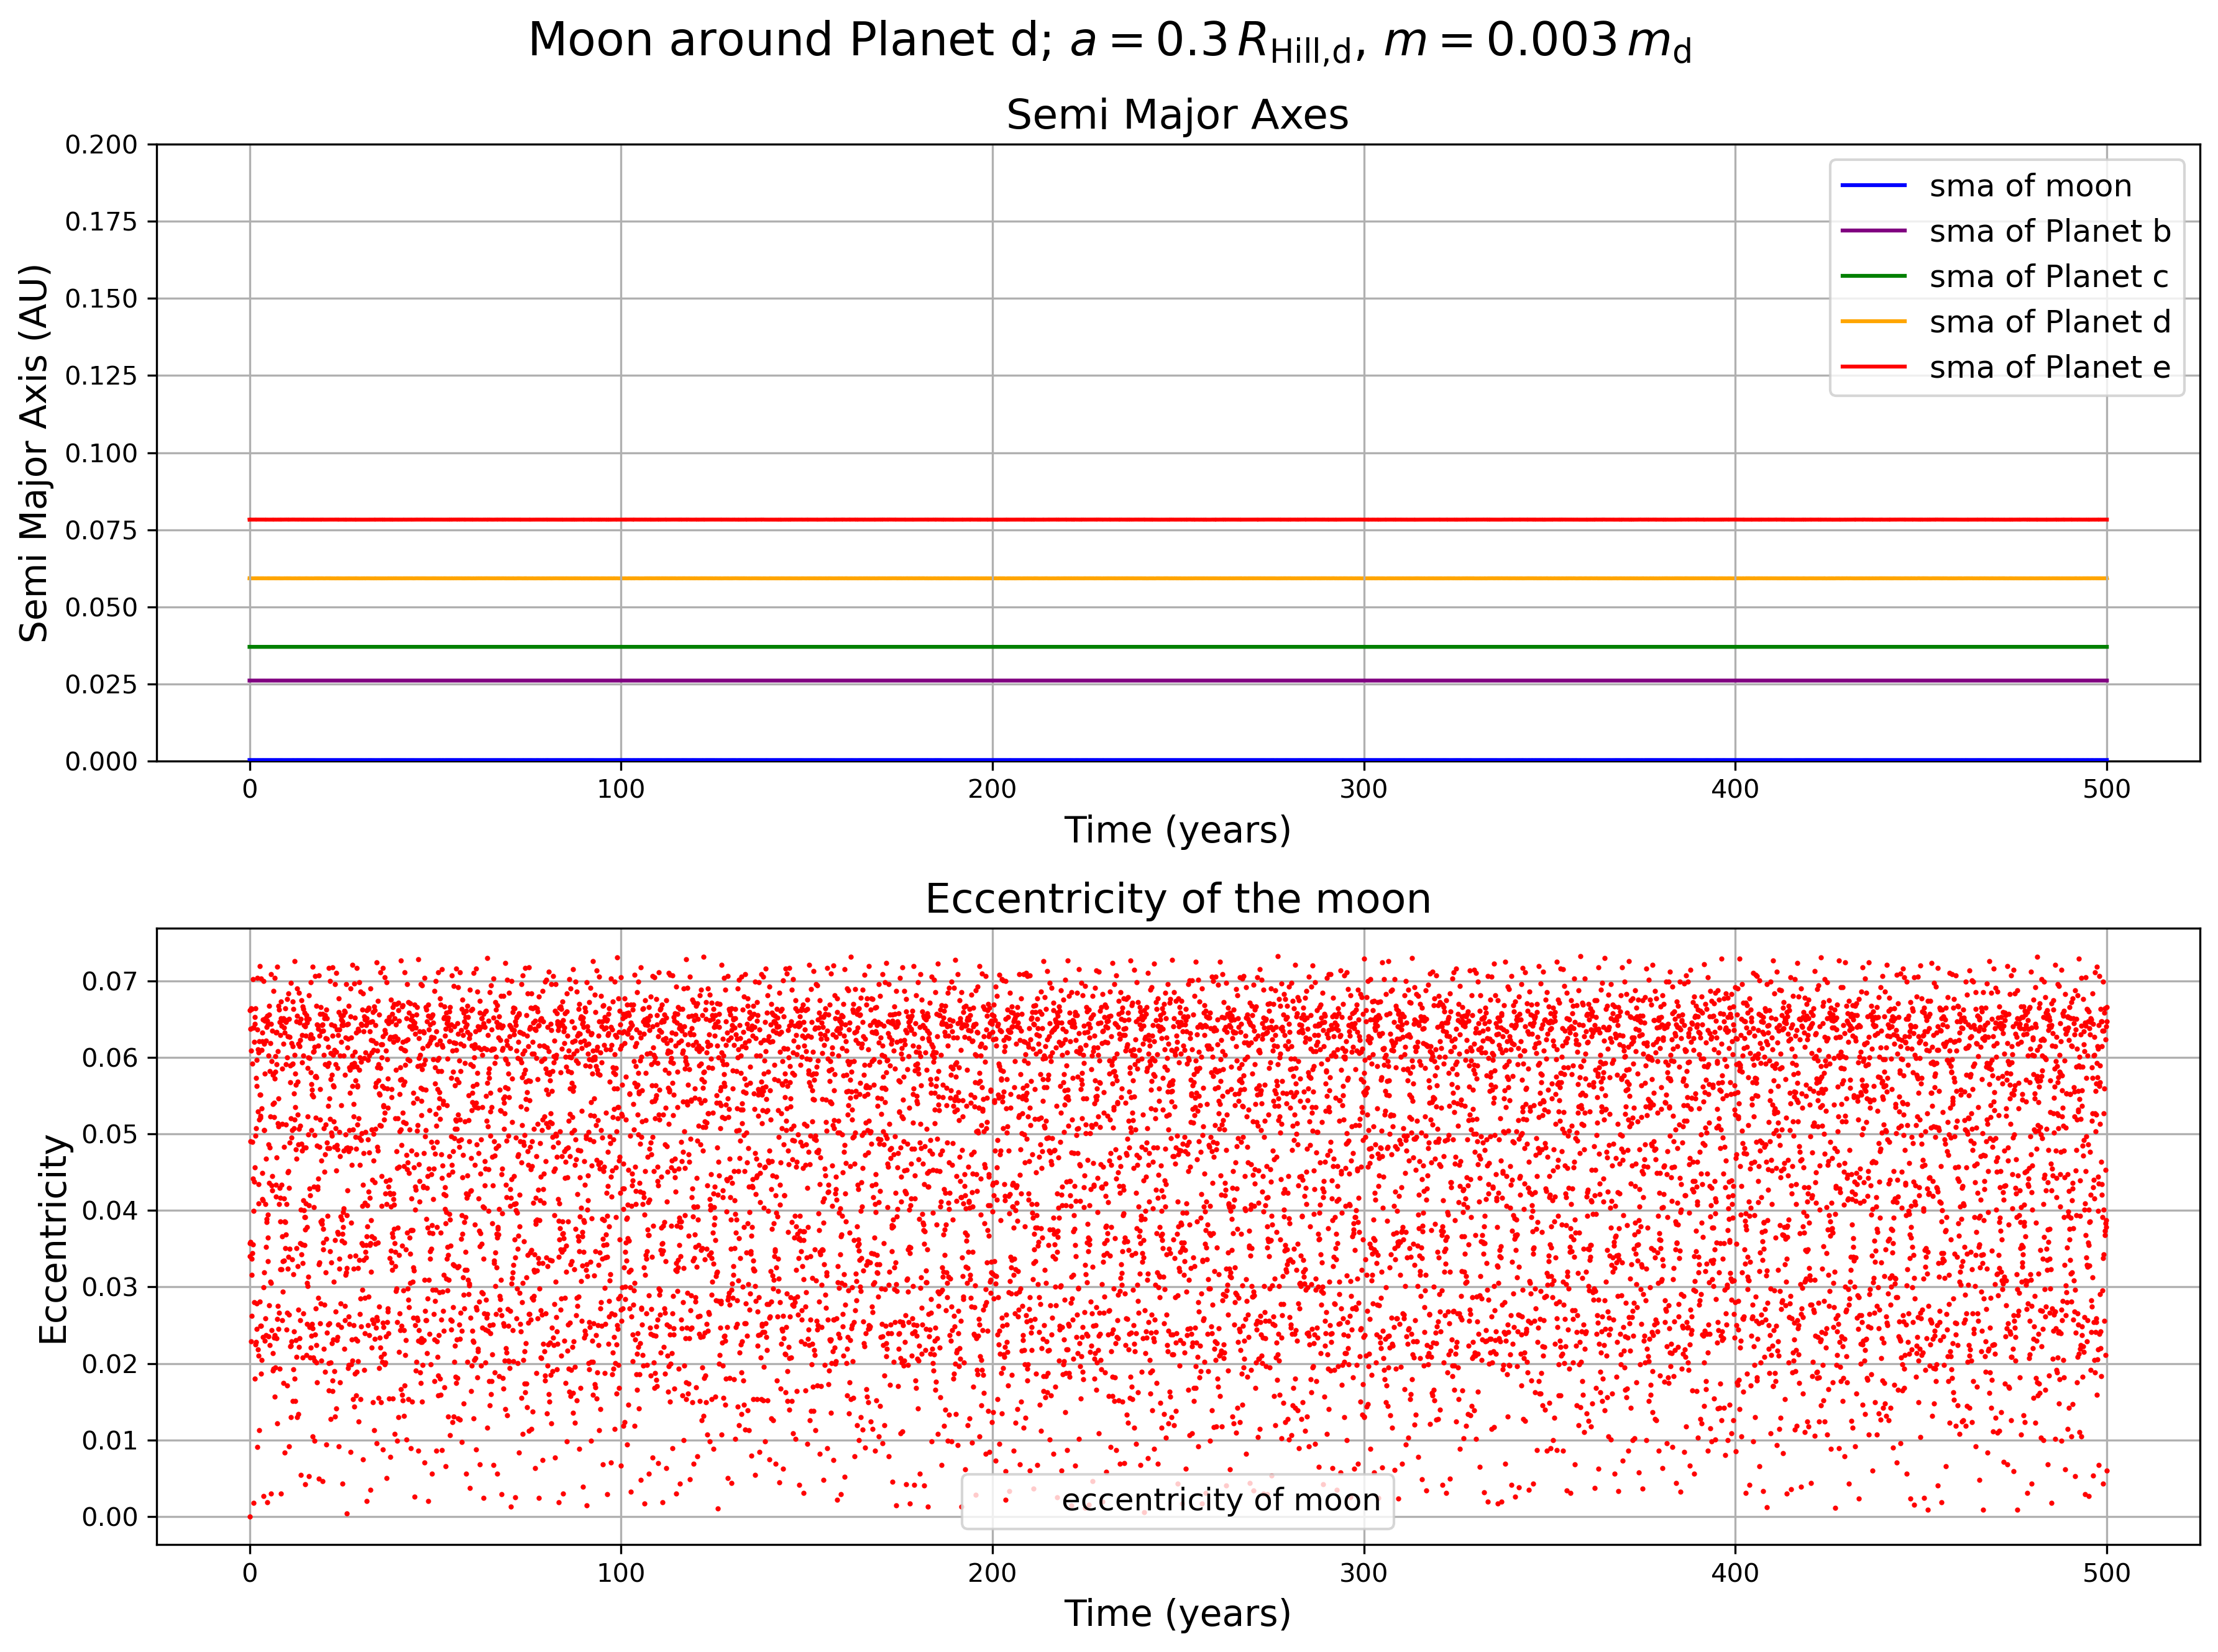 Moon around Planet d; a = 0.3 R_Hill,d, m = 0.003 m_d
Semi Major Axes
0.200
0.175
0.150
0.125
0.100
0.075
0.050
0.025
0.000
Semi Major Axis (AU)
sma of moon
sma of Planet b
sma of Planet c
sma of Planet d
sma of Planet e
0 100 200 300 400 500
Time (years)
Eccentricity of the moon
0.07
0.06
0.05
0.04
0.03
0.02
0.01
0.00
Eccentricity
eccentricity of moon
0 100 200 300 400 500
Time (years)